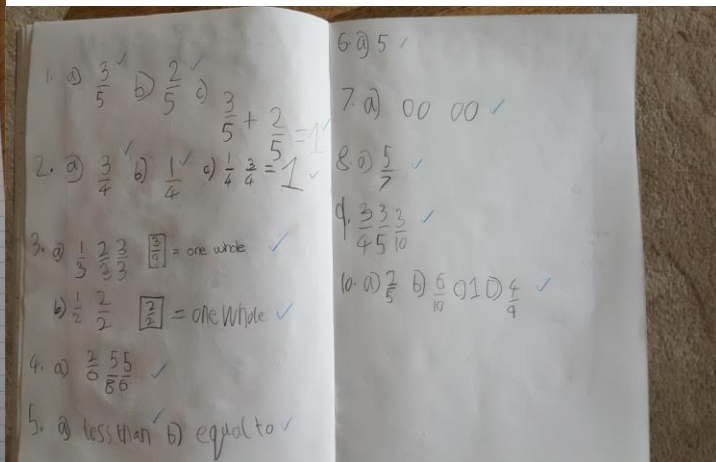 1. a) 3/5 b) 2/5 c) 3/5 + 2/5 = 1
2. a) 3/4 b) 1/4 c) 1/4 3/4 = 1
3. a) 1/3 2/3 3/3 3/3 = one whole
b) 1/2 2/2 2/2 = one whole
4. a) 2/6 5/8 5/6
5. a) less than b) equal to
6. a) 5
7. a) 00 00
8. a) 5/7
9. 3/4 3/5 3/10
10. a) 2/5 b) 6/10 c) 1 D) 4/9